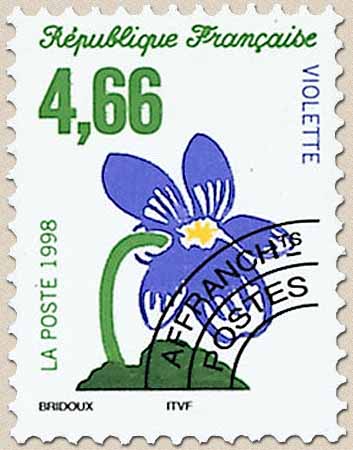 République Française
4,66
VIOLETTE
LA POSTE 1998
AFFRANCHts
POSTES
BRIDOUX
ITVF